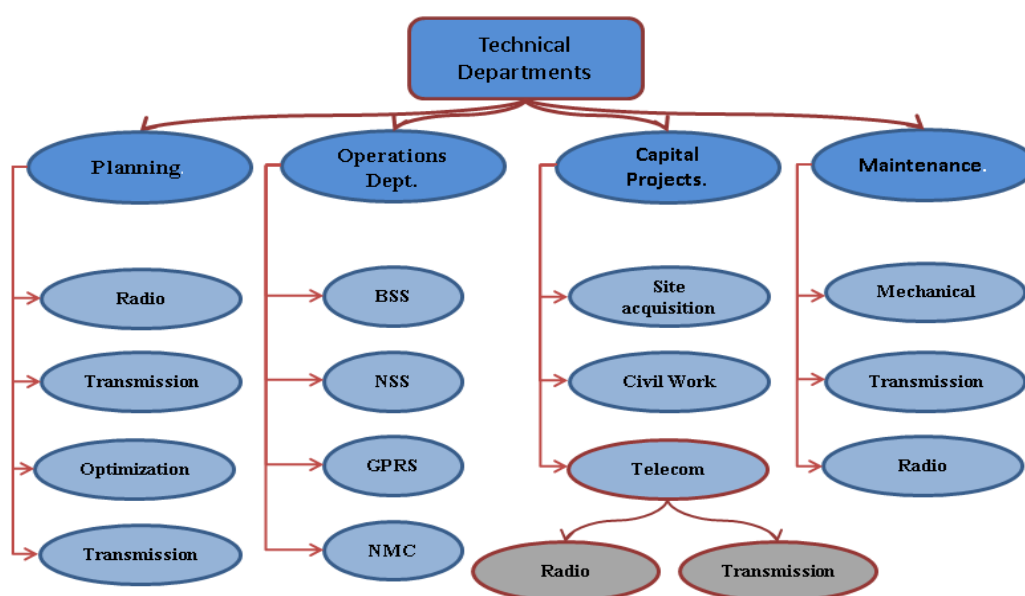 Technical
Departments
Planning.
Operations
Dept.
Capital
Projects.
Maintenance.
Radio
Transmission
Optimization
Transmission
BSS
NSS
GPRS
NMC
Site
acquisition
Civil Work
Telecom
Radio
Transmission
Mechanical
Transmission
Radio